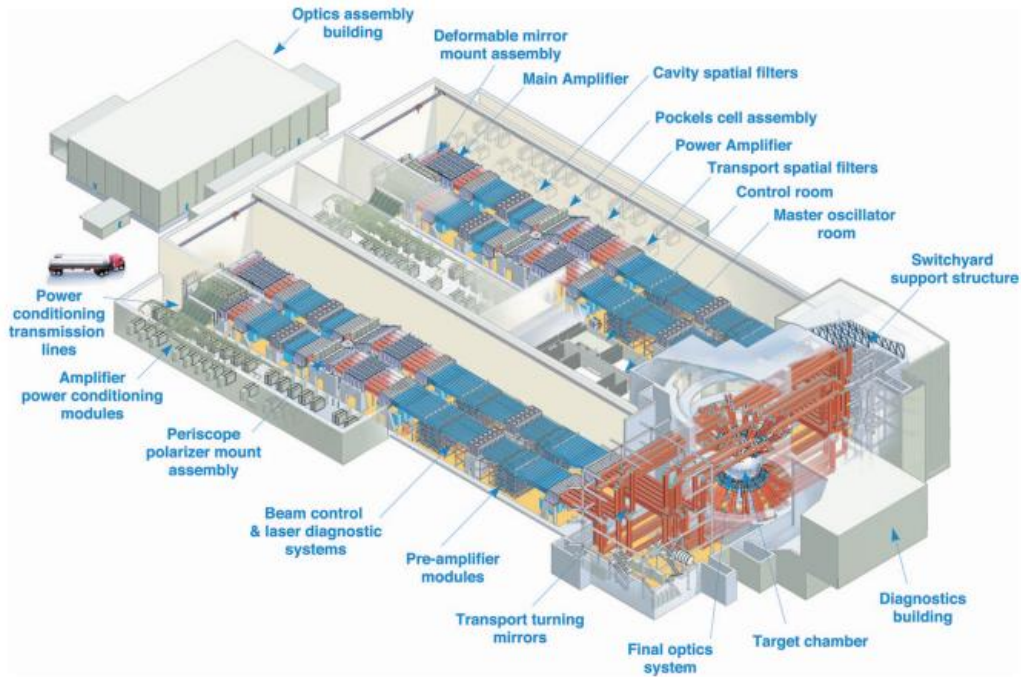 Optics assembly
building
Deformable mirror
mount assembly
Main Amplifier
Cavity spatial filters
Pockels cell assembly
Power Amplifier
Transport spatial filters
Control room
Master oscillator
room
Switchyard
support structure
Power
conditioning
transmission
lines
Amplifier
power conditioning
modules
Periscope
polarizer mount
assembly
Beam control
& laser diagnostic
systems
Pre-amplifier
modules
Transport turning
mirrors
Final optics
system
Target chamber
Diagnostics
building